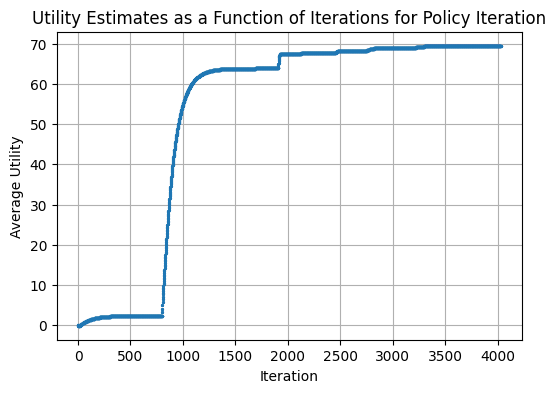 Utility Estimates as a Function of Iterations for Policy Iteration
70
60
50
40
30
20
10
0
Average Utility
0 500 1000 1500 2000 2500 3000 3500 4000
Iteration